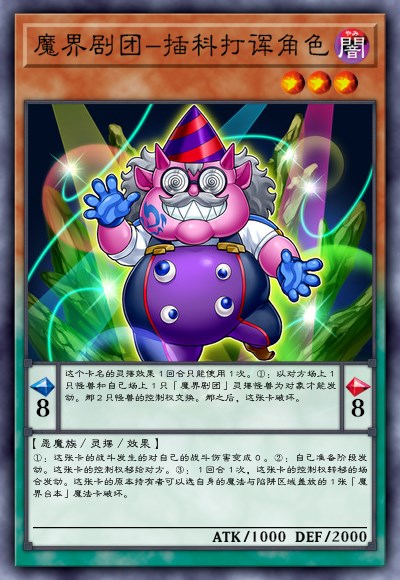 魔界剧团-插科打诨角色
闇
やみ
这个卡名的灵摆效果1回合只能使用1次。①：以对方场上1
只怪兽和自己场上1只「魔界剧团」灵摆怪兽为对象才能发
动。那2只怪兽的控制权交换。那之后，这张卡破坏。
8
8
【恶魔族／灵摆／效果】
①：这张卡的战斗发生的对自己的战斗伤害变成0。②：自己准备阶段发
动。这张卡的控制权移给对方。③：1回合1次，这张卡的控制权转移的场
合发动。这张卡的原本持有者可以选自身的魔法与陷阱区域盖放的1张「魔
界台本」魔法卡破坏。
ATK/1000 DEF/2000